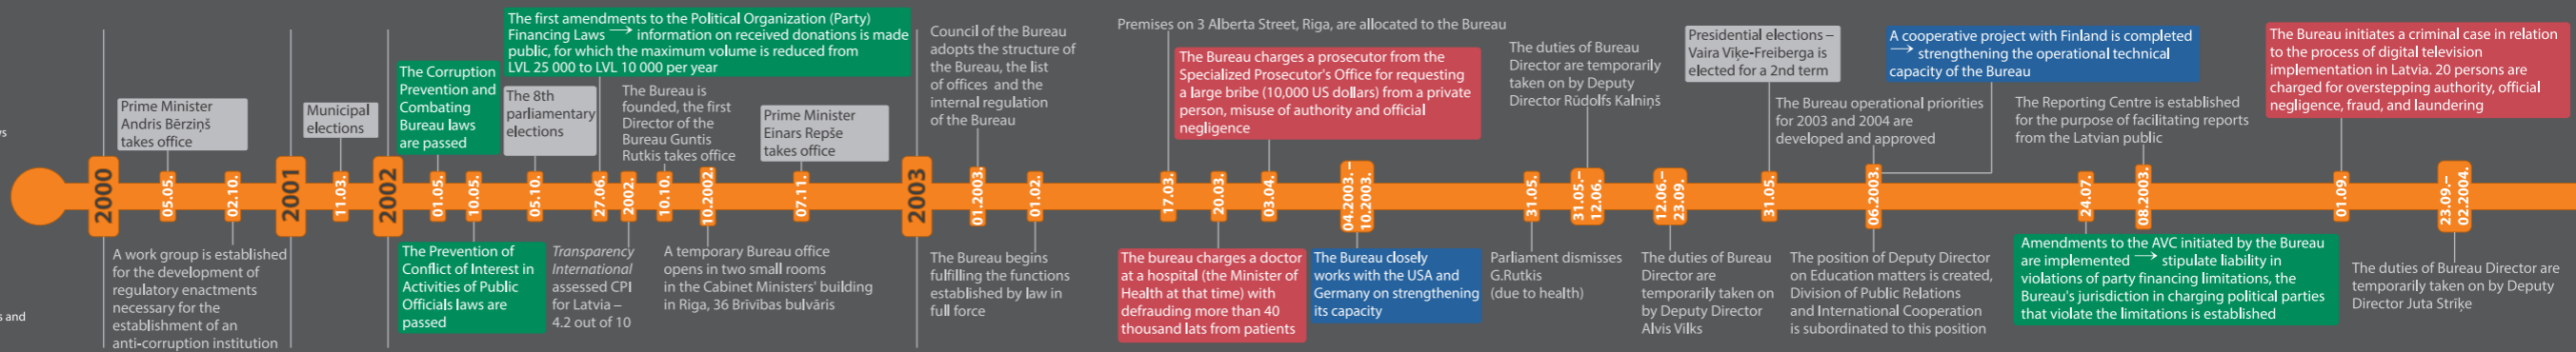 s
s and
2000
Prime Minister
Andris Bērziņš
takes office
05.05.
02.10.
A work group is established
for the development of
regulatory enactments
necessary for the
establishment of an
anti-corruption institution
2001
Municipal
elections
11.03.
2002
The Corruption
Prevention and
Combating
Bureau laws
are passed
01.05.
10.05.
The Prevention of
Conflict of Interest in
Activities of Public
Officials laws are
passed
The 8th
parliamentary
elections
05.10.
The first amendments to the Political Organization (Party)
Financing Laws → information on received donations is made
public, for which the maximum volume is reduced from
LVL 25 000 to LVL 10 000 per year
27.06.
2002.
Transparency
International
assessed CPI
for Latvia –
4.2 out of 10
The Bureau is
founded, the first
Director of the
Bureau Guntis
Rutkis takes office
10.10.
10.2002.
A temporary Bureau office
opens in two small rooms
in the Cabinet Ministers' building
in Riga, 36 Brīvības bulvāris
Prime Minister
Einars Repše
takes office
07.11.
2003
Council of the Bureau
adopts the structure of
the Bureau, the list
of offices and the
internal regulation
of the Bureau
01.2003.
01.02.
The Bureau begins
fulfilling the functions
established by law in
full force
Premises on 3 Alberta Street, Riga, are allocated to the Bureau
17.03.
20.03.
The bureau charges a doctor
at a hospital (the Minister of
Health at that time) with
defrauding more than 40
thousand lats from patients
The Bureau charges a prosecutor from the
Specialized Prosecutor's Office for requesting
a large bribe (10,000 US dollars) from a private
person, misuse of authority and official
negligence
03.04.
04.2003.–
10.2003.
The Bureau closely
works with the USA and
Germany on strengthening
its capacity
31.05.
Parliament dismisses
G.Rutkis
(due to health)
The duties of Bureau
Director are temporarily
taken on by Deputy
Director Rūdolfs Kalniņš
31.05.–
12.06.
12.06.–
23.09.
The duties of Bureau
Director are
temporarily taken on
by Deputy Director
Alvis Vilks
Presidential elections –
Vaira Vīķe-Freiberga is
elected for a 2nd term
31.05.
The Bureau operational priorities
for 2003 and 2004 are
developed and approved
A cooperative project with Finland is completed
→ strengthening the operational technical
capacity of the Bureau
06.2003.
The position of Deputy Director
on Education matters is created,
Division of Public Relations
and International Cooperation
is subordinated to this position
24.07.
Amendments to the AVC initiated by the Bureau
are implemented → stipulate liability in
violations of party financing limitations, the
Bureau's jurisdiction in charging political parties
that violate the limitations is established
The Reporting Centre is established
for the purpose of facilitating reports
from the Latvian public
08.2003.
The Bureau initiates a criminal case in relation
to the process of digital television
implementation in Latvia. 20 persons are
charged for overstepping authority, official
negligence, fraud, and laundering
01.09.
23.09.–
02.2004.
The duties of Bureau Director are
temporarily taken on by Deputy
Director Juta Strīķe